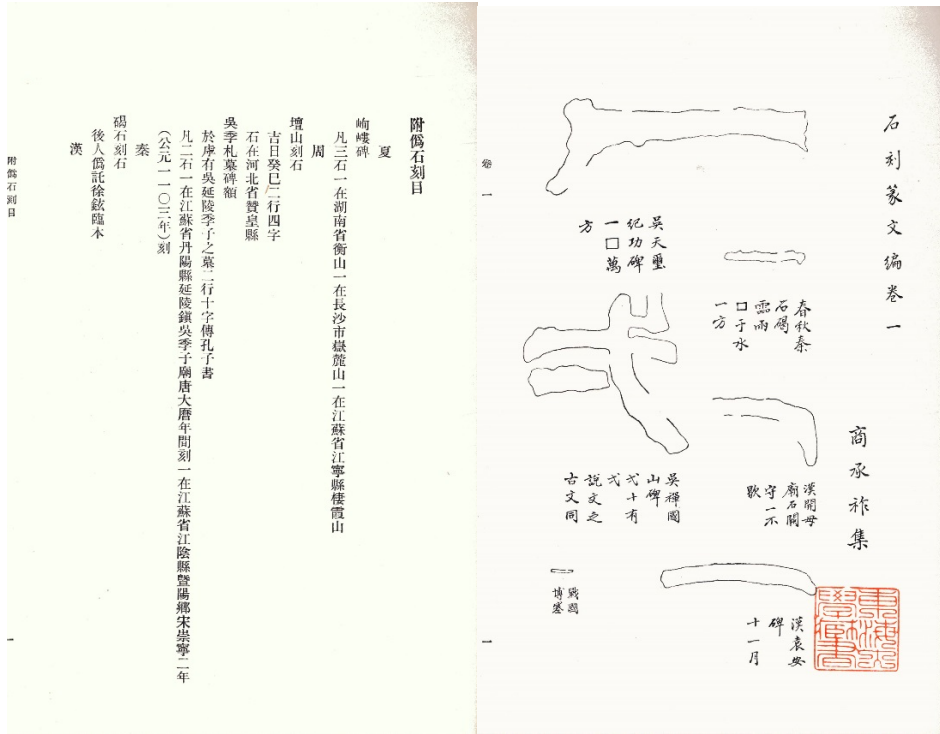 石刻篆文編卷一
商承祚集
春秋秦
石碣
霝雨
□于水
一方
漢開母
廟石闕
守一不
歇
漢袁安
碑
十一月
吳天璽
紀功碑
一□萬
方
吳禪國
山碑
弌十有
弌
說文之
古文同
戰國
博塞
卷一
一
附僞石刻目
夏
岣嶁碑
凡三石一在湖南省衡山一在長沙市嶽麓山一在江蘇省江寧縣棲霞山
周
壇山刻石
吉日癸巳二行四字
石在河北省贊皇縣
吳季札墓碑額
於虖有吳延陵季子之墓二行十字傳孔子書
凡二石一在江蘇省丹陽縣延陵鎭吳季子廟唐大曆年間刻一在江蘇省江陰縣暨陽鄉宋崇寧二年
(公元一一〇三年)刻
秦
碣石刻石
後人僞託徐鉉臨本
漢
附僞石刻目
一